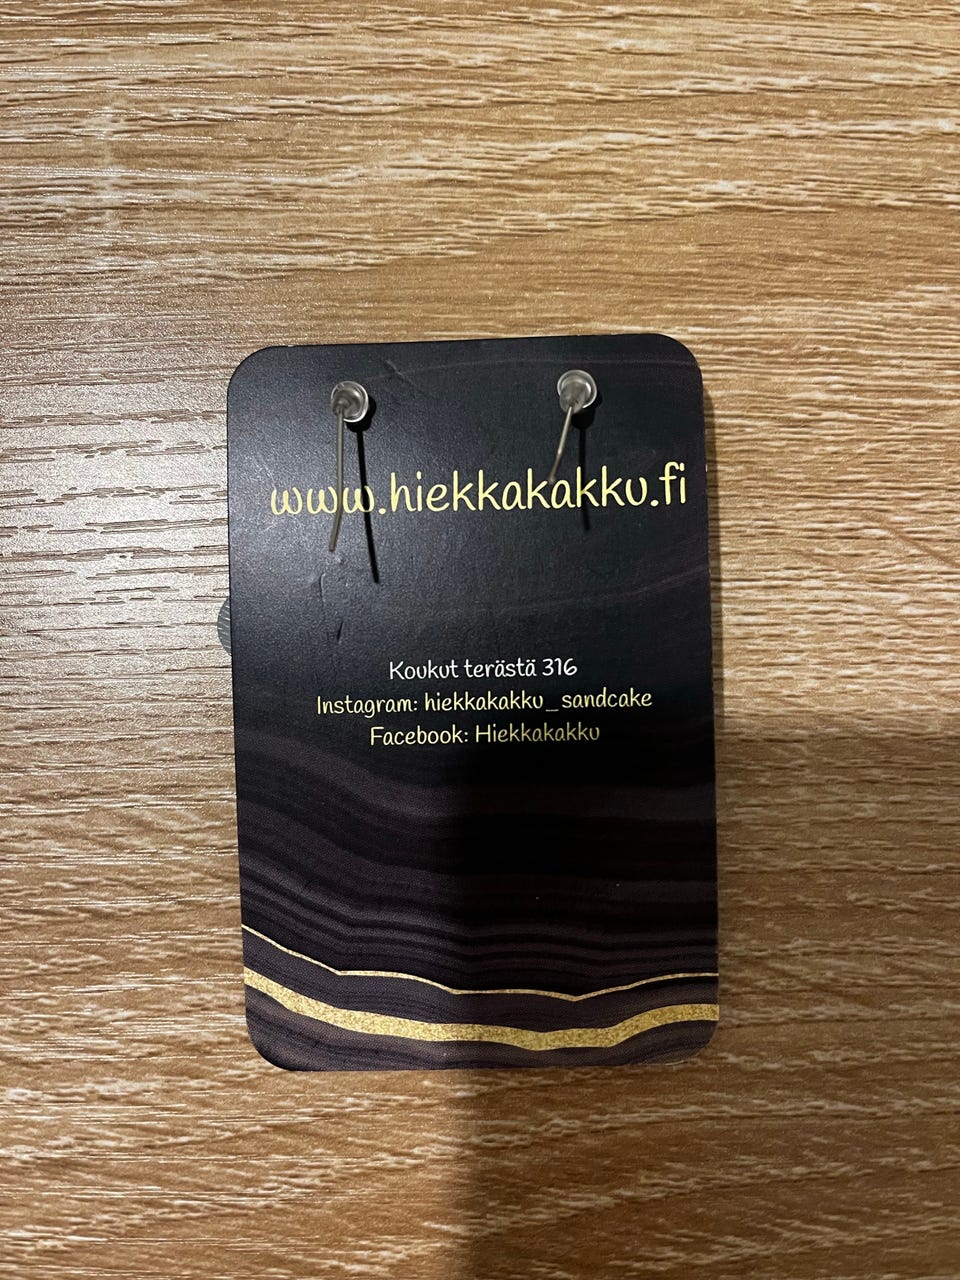 www.hiekkakakku.fi
Koukut terästä 316
Instagram: hiekkakakku_sandcake
Facebook: Hiekkakakku